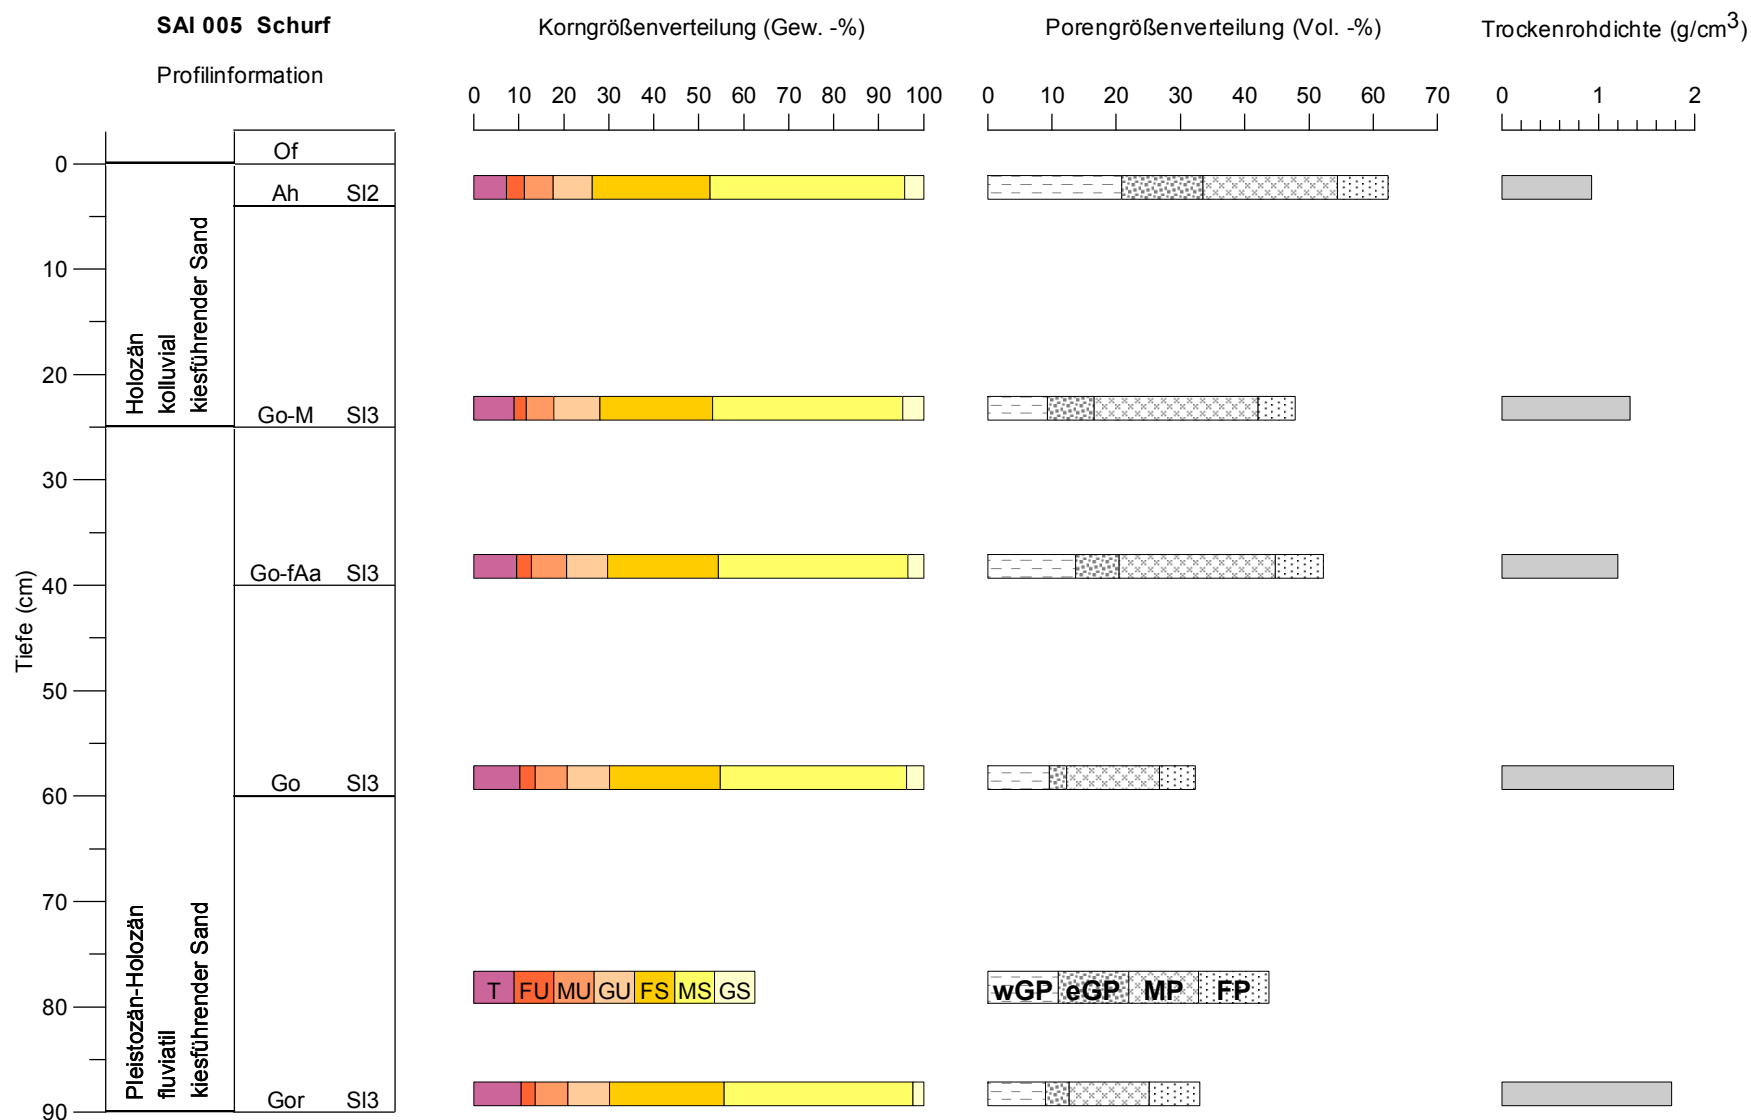 SAI 005 Schurf
Profilinformation
Korngrößenverteilung (Gew. -%)
Porengrößenverteilung (Vol. -%)
Trockenrohdichte (g/cm3)
0 10 20 30 40 50 60 70 80 90 100
0 10 20 30 40 50 60 70
0 1 2
Tiefe (cm)
0
10
20
30
40
50
60
70
80
90
Holozän
kolluvial
kiesführender Sand
Pleistozän-Holozän
fluviatil
kiesführender Sand
Of
Ah Sl2
Go-M Sl3
Go-fAa Sl3
Go Sl3
Gor Sl3
T FU MU GU FS MS GS
wGP eGP MP FP